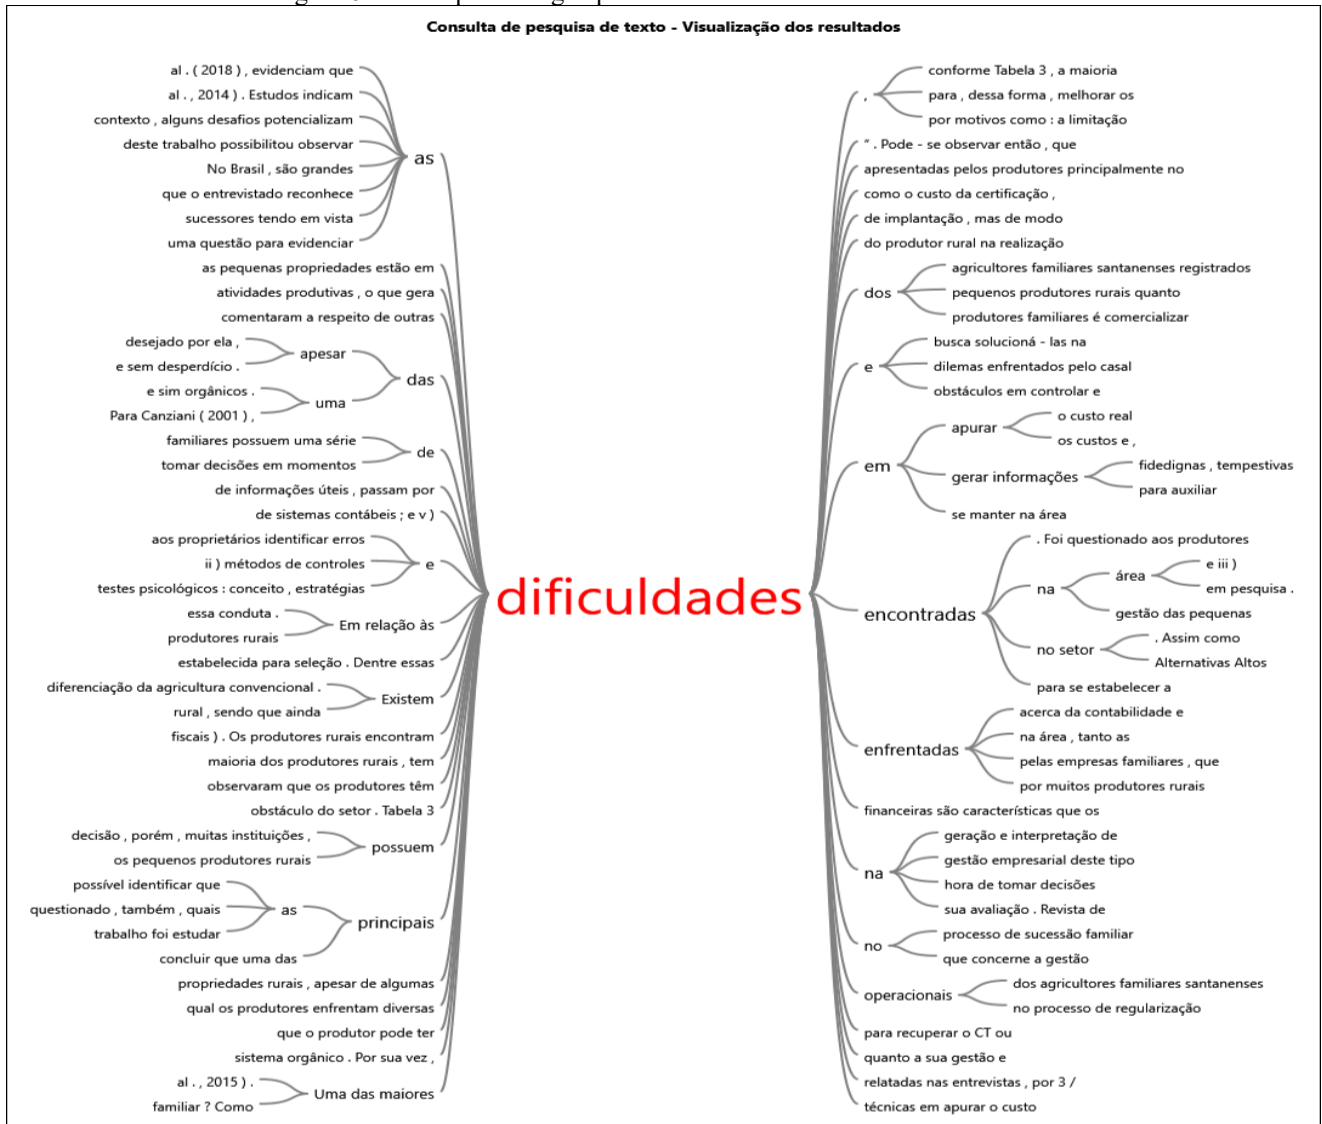 Consulta de pesquisa de texto - Visualização dos resultados
al . ( 2018 ) , evidenciam que
al . , 2014 ) . Estudos indicam
contexto , alguns desafios potencializam
deste trabalho possibilitou observar
No Brasil , são grandes
que o entrevistado reconhece
sucessores tendo em vista
uma questão para evidenciar
as
as pequenas propriedades estão em
atividades produtivas , o que gera
comentaram a respeito de outras
desejado por ela ,
e sem desperdício .
apesar
e sim orgânicos .
Para Canziani ( 2001 ) ,
uma
das
familiares possuem uma série
tomar decisões em momentos
de
de informações úteis , passam por
de sistemas contábeis ; e v )
aos proprietários identificar erros
ii ) métodos de controles
testes psicológicos : conceito , estratégias
e
essa conduta .
produtores rurais
Em relação às
estabelecida para seleção . Dentre essas
diferenciação da agricultura convencional .
rural , sendo que ainda
Existem
fiscais ) . Os produtores rurais encontram
maioria dos produtores rurais , tem
observaram que os produtores têm
obstáculo do setor . Tabela 3
decisão , porém , muitas instituições ,
os pequenos produtores rurais
possuem
possível identificar que
questionado , também , quais
trabalho foi estudar
as
concluir que uma das
principais
propriedades rurais , apesar de algumas
qual os produtores enfrentam diversas
que o produtor pode ter
sistema orgânico . Por sua vez ,
al . , 2015 ) .
familiar ? Como
Uma das maiores
dificuldades
,
conforme Tabela 3 , a maioria
para , dessa forma , melhorar os
por motivos como : a limitação
" . Pode - se observar então , que
apresentadas pelos produtores principalmente no
como o custo da certificação ,
de implantação , mas de modo
do produtor rural na realização
dos
agricultores familiares santanenses registrados
pequenos produtores rurais quanto
produtores familiares é comercializar
e
busca solucioná - las na
dilemas enfrentados pelo casal
obstáculos em controlar e
em
apurar
o custo real
os custos e ,
gerar informações
fidedignas , tempestivas
para auxiliar
se manter na área
encontradas
. Foi questionado aos produtores
na
área
e iii )
em pesquisa .
gestão das pequenas
no setor
. Assim como
Alternativas Altos
para se estabelecer a
enfrentadas
acerca da contabilidade e
na área , tanto as
pelas empresas familiares , que
por muitos produtores rurais
financeiras são características que os
na
geração e interpretação de
gestão empresarial deste tipo
hora de tomar decisões
sua avaliação . Revista de
no
processo de sucessão familiar
que concerne a gestão
operacionais
dos agricultores familiares santanenses
no processo de regularização
para recuperar o CT ou
quanto a sua gestão e
relatadas nas entrevistas , por 3 /
técnicas em apurar o custo